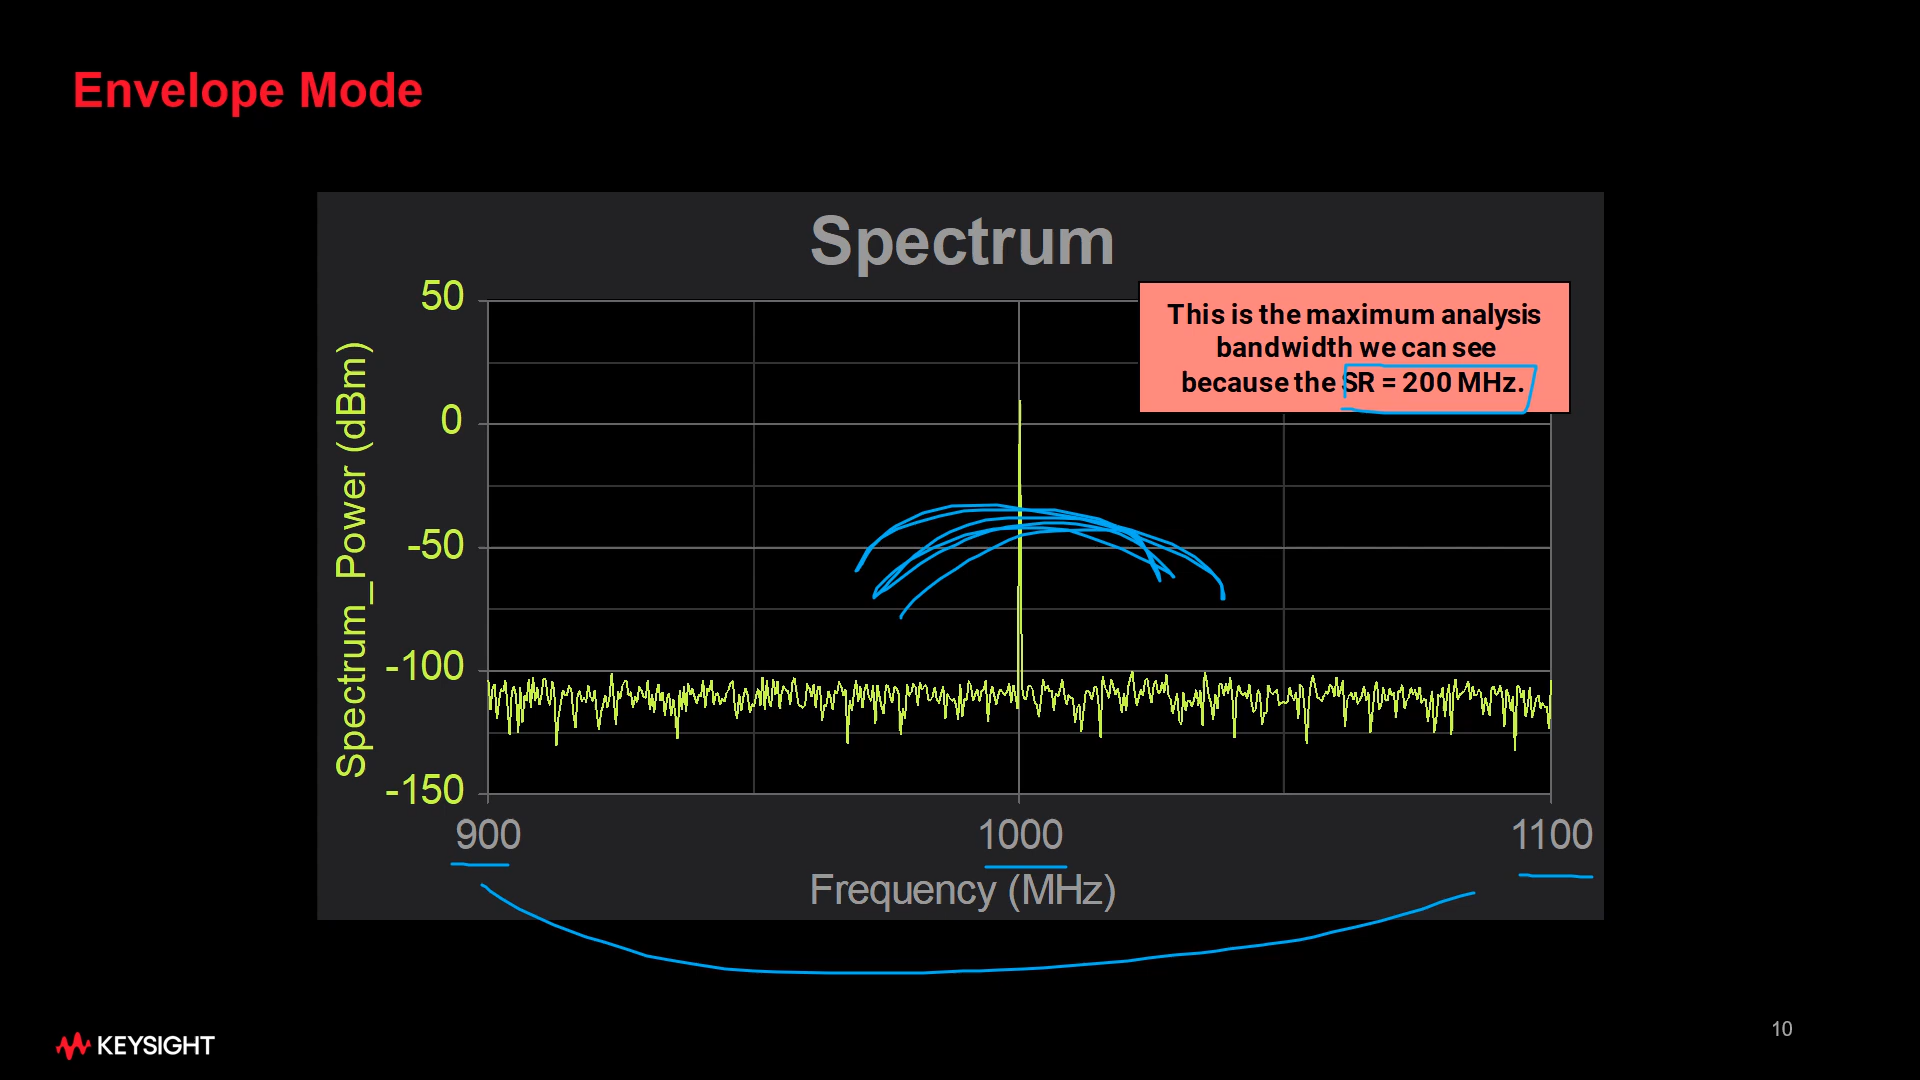 Envelope Mode
Spectrum
This is the maximum analysis
bandwidth we can see
because the SR = 200 MHz.
Spectrum_Power (dBm)
50
0
-50
-100
-150
900
1000
1100
Frequency (MHz)
KEYSIGHT
10